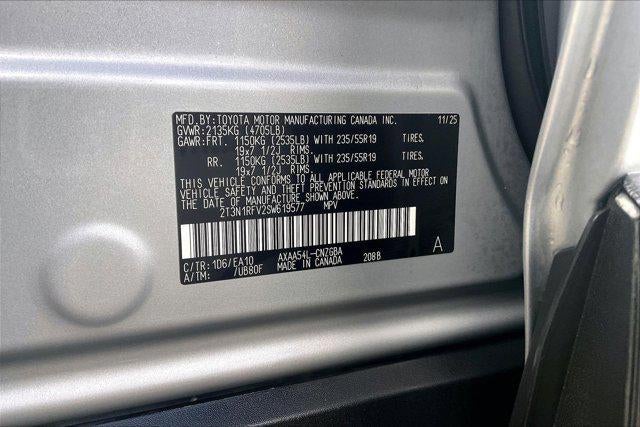 MFD.BY:TOYOTA MOTOR MANUFACTURING CANADA INC. 11/25
GVWR:2135KG (4705LB)
GAWR:FRT. 1150KG (2535LB) WITH 235/55R19 TIRES.
19x7 1/2J RIMS.
RR. 1150KG (2535LB) WITH 235/55R19 TIRES.
19x7 1/2J RIMS.
THIS VEHICLE CONFORMS TO ALL APPLICABLE FEDERAL MOTOR
VEHICLE SAFETY AND THEFT PREVENTION STANDARDS IN EFFECT
ON THE DATE OF MANUFACTURE SHOWN ABOVE.
2T3N1RFV2SW619577 MPV
A
C/TR: 1D6/EA10 AXAA54L-CNZGBA 208B
A/TM: /UB80F MADE IN CANADA